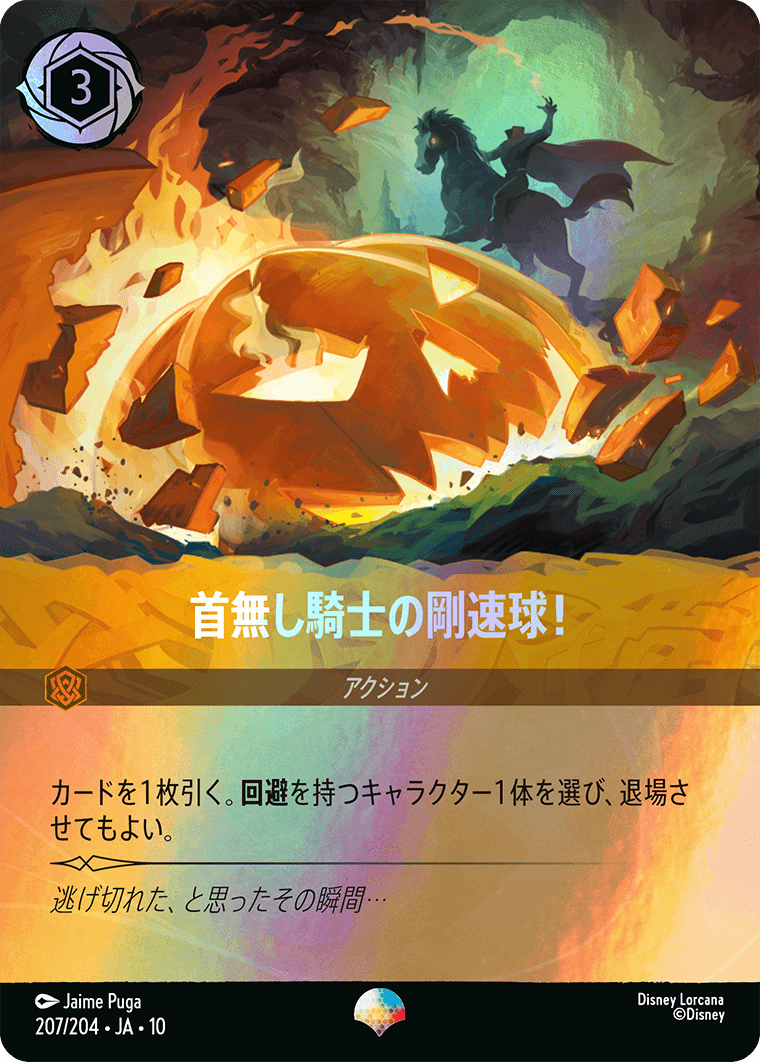 3
首無し騎士の剛速球!
アクション
カードを1枚引く。回避を持つキャラクター1体を選び、退場さ
せてもよい。
逃げ切れた、と思ったその瞬間…
Jaime Puga
207/204 • JA • 10
Disney Lorcana
©Disney